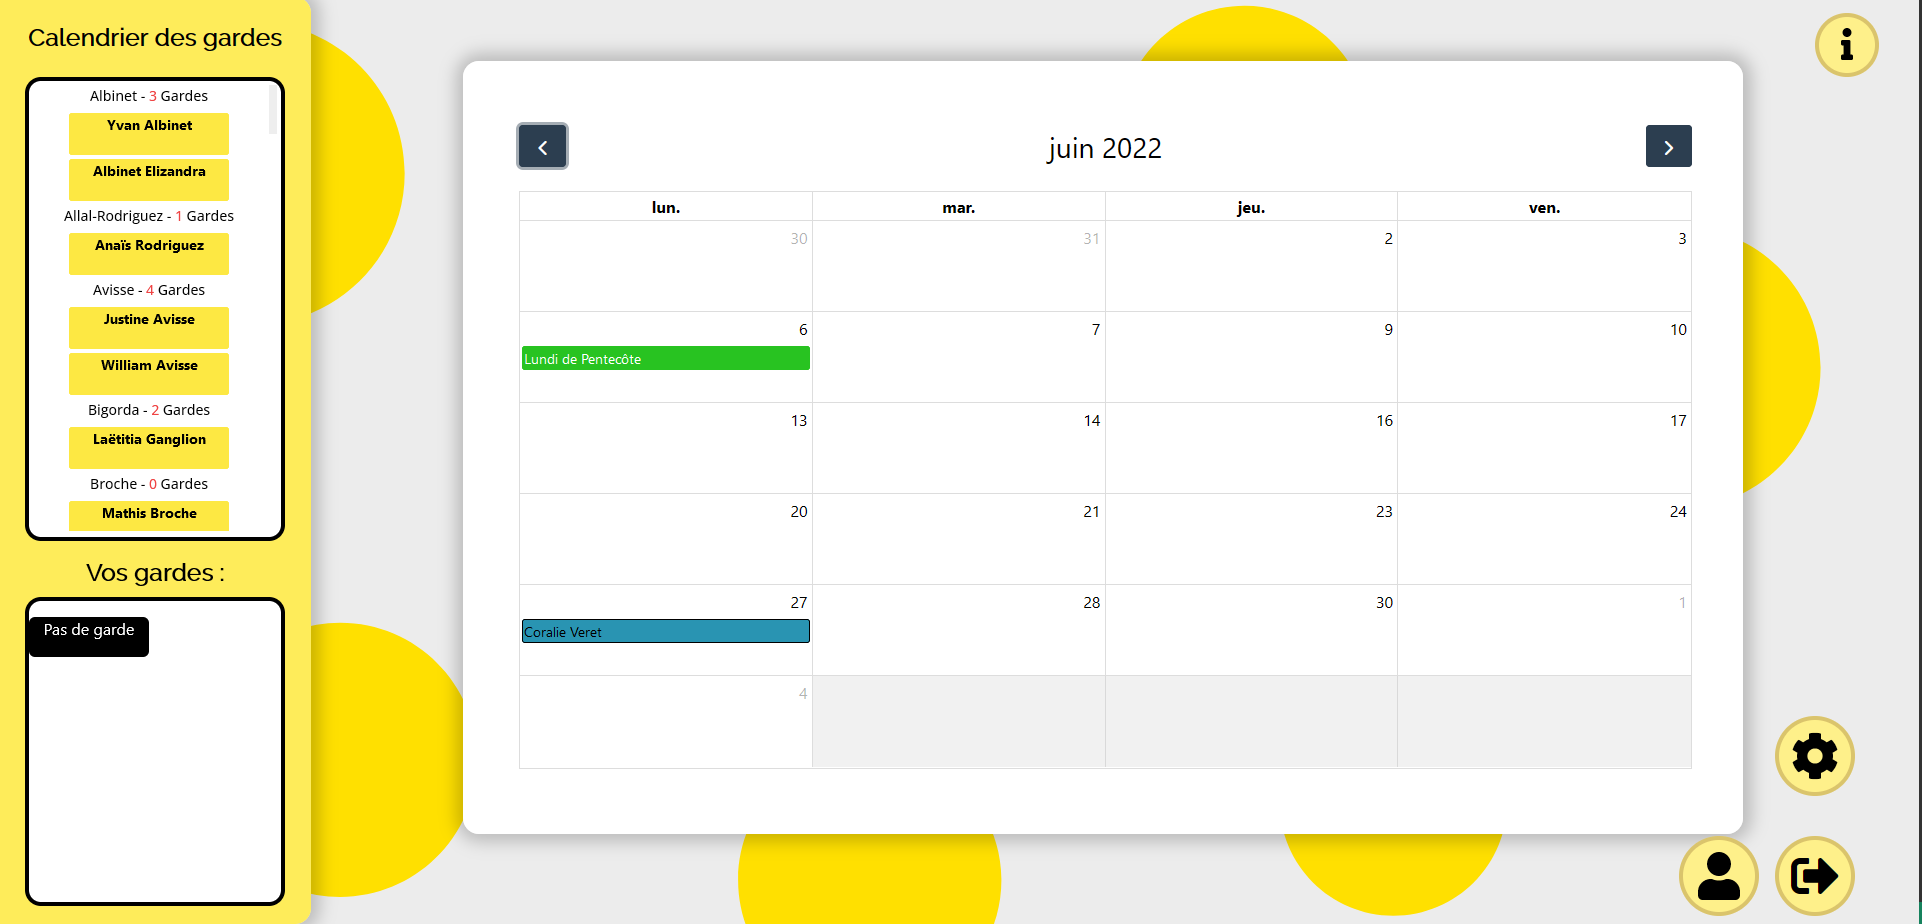 Calendrier des gardes
Albinet - 3 Gardes
Yvan Albinet
Albinet Elizandra
Allal-Rodriguez - 1 Gardes
Anaïs Rodriguez
Avisse - 4 Gardes
Justine Avisse
William Avisse
Bigorda - 2 Gardes
Laëtitia Ganglion
Broche - 0 Gardes
Mathis Broche
Vos gardes :
Pas de garde
juin 2022
lun. mar. jeu. ven.
30 31 2 3
6 7 9 10
Lundi de Pentecôte
13 14 16 17
20 21 23 24
27 28 30 1
Coralie Veret
4